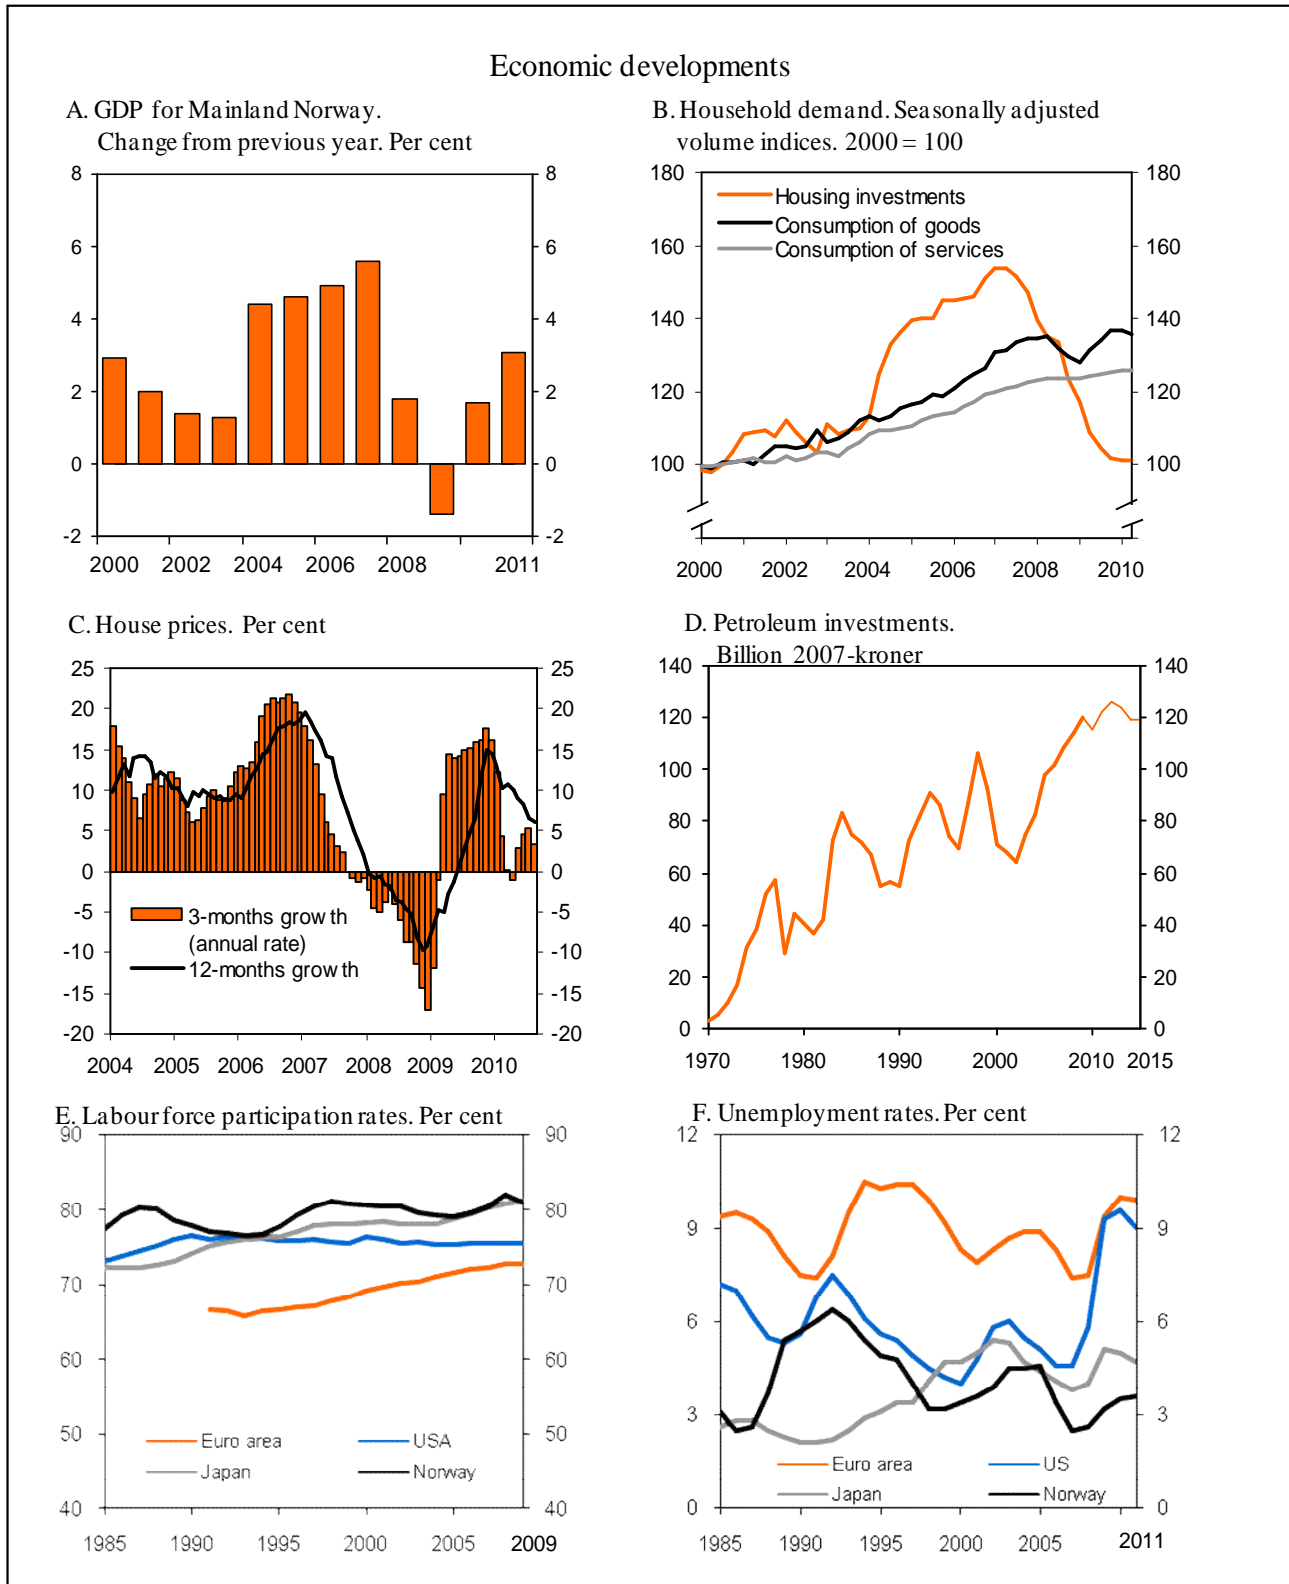 Economic developments
A. GDP for Mainland Norway.
Change from previous year. Per cent
8 8
6 6
4 4
2 2
0 0
-2 -2
2000 2002 2004 2006 2008 2011
B. Household demand. Seasonally adjusted
volume indices. 2000 = 100
180 180
Housing investments
Consumption of goods
Consumption of services
160 160
140 140
120 120
100 100
2000 2002 2004 2006 2008 2010
C. House prices. Per cent
25 25
20 20
15 15
10 10
5 5
0 0
-5 -5
3-months growth
(annual rate)
12-months growth
-10 -10
-15 -15
-20 -20
2004 2005 2006 2007 2008 2009 2010
D. Petroleum investments.
Billion 2007-kroner
140 140
120 120
100 100
80 80
60 60
40 40
20 20
0 0
1970 1980 1990 2000 2010 2015
E. Labour force participation rates. Per cent
90 90
80 80
70 70
60 60
50 50
Euro area USA
Japan Norway
40 40
1985 1990 1995 2000 2005 2009
F. Unemployment rates. Per cent
12 12
9 9
6 6
3 3
Euro area US
Japan Norway
0 0
1985 1990 1995 2000 2005 2011